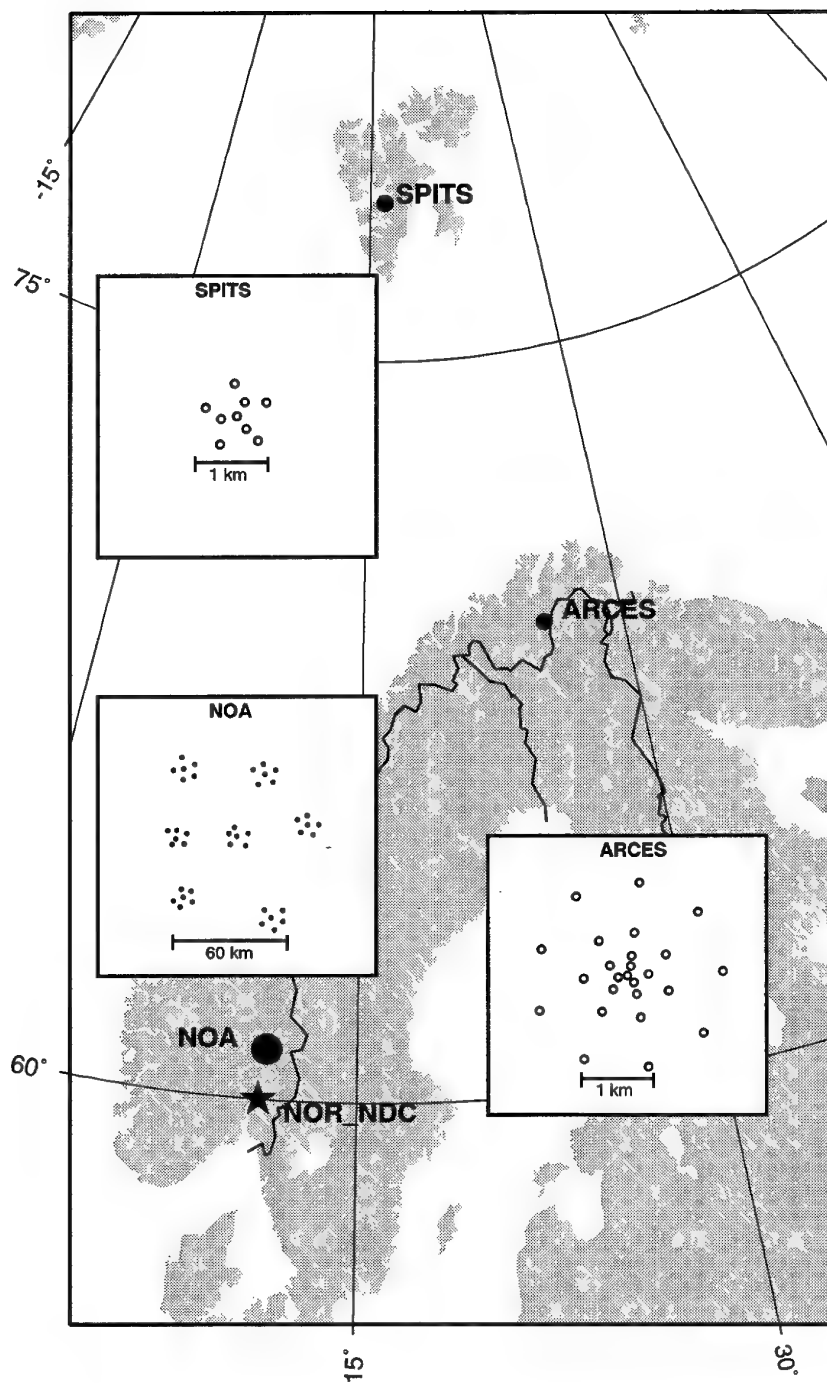 -15°
SPITS
75°
SPITS
1 km
ARCES
NOA
60 km
ARCES
1 km
NOA
60°
NOR_NDC
15°
30°